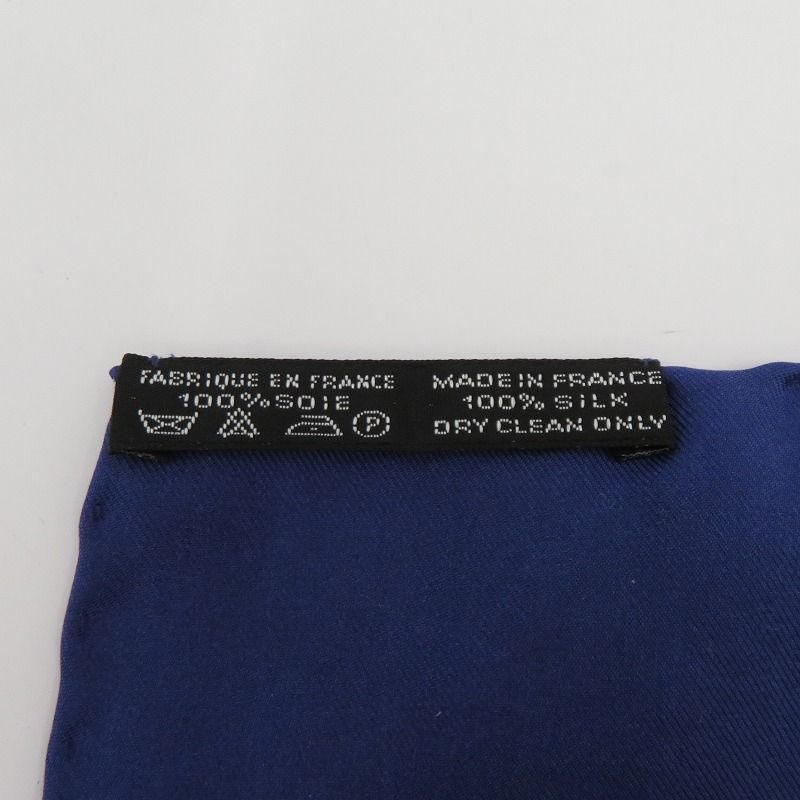 FABRIQUE EN FRANCE
100% SOIE
P
MADE IN FRANCE
100% SILK
DRY CLEAN ONLY